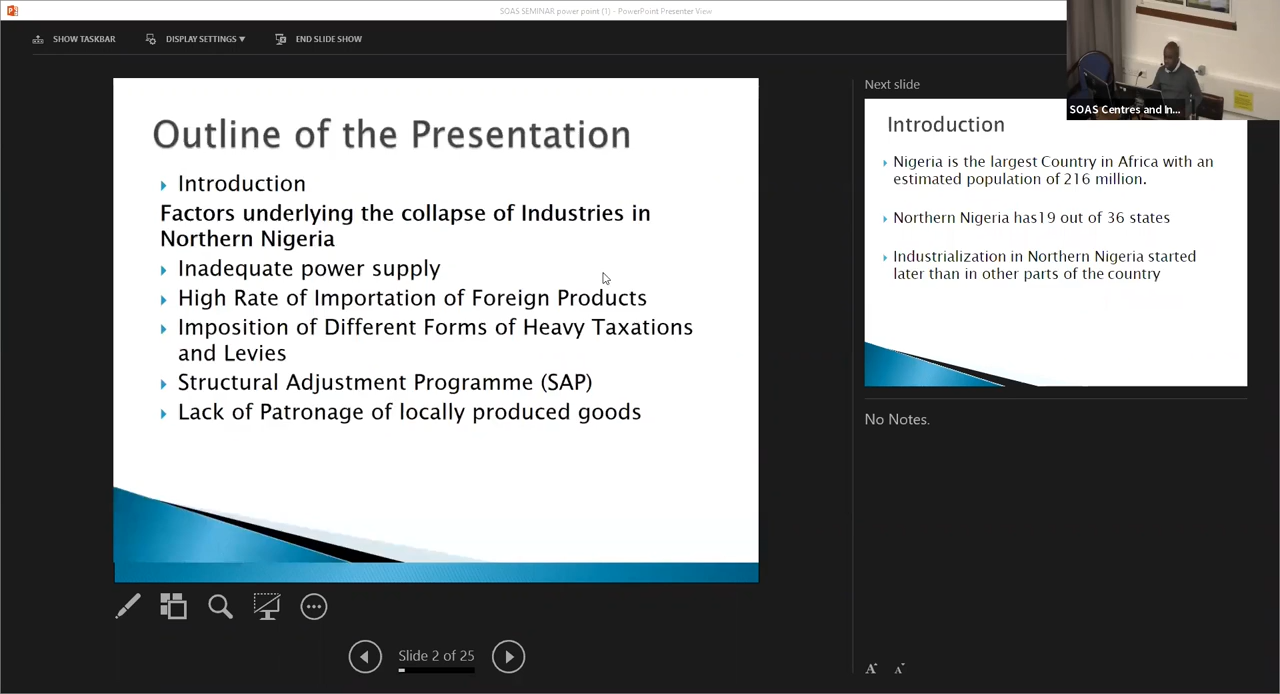 SOAS SEMINAR power point (1) - PowerPoint Presenter View
SHOW TASKBAR
DISPLAY SETTINGS ▾
END SLIDE SHOW
Outline of the Presentation
Introduction
Factors underlying the collapse of Industries in
Northern Nigeria
Inadequate power supply
High Rate of Importation of Foreign Products
Imposition of Different Forms of Heavy Taxations
and Levies
Structural Adjustment Programme (SAP)
Lack of Patronage of locally produced goods
Slide 2 of 25
Next slide
SOAS Centres and In...
Introduction
Nigeria is the largest Country in Africa with an
estimated population of 216 million.
Northern Nigeria has19 out of 36 states
Industrialization in Northern Nigeria started
later than in other parts of the country
No Notes.
A A